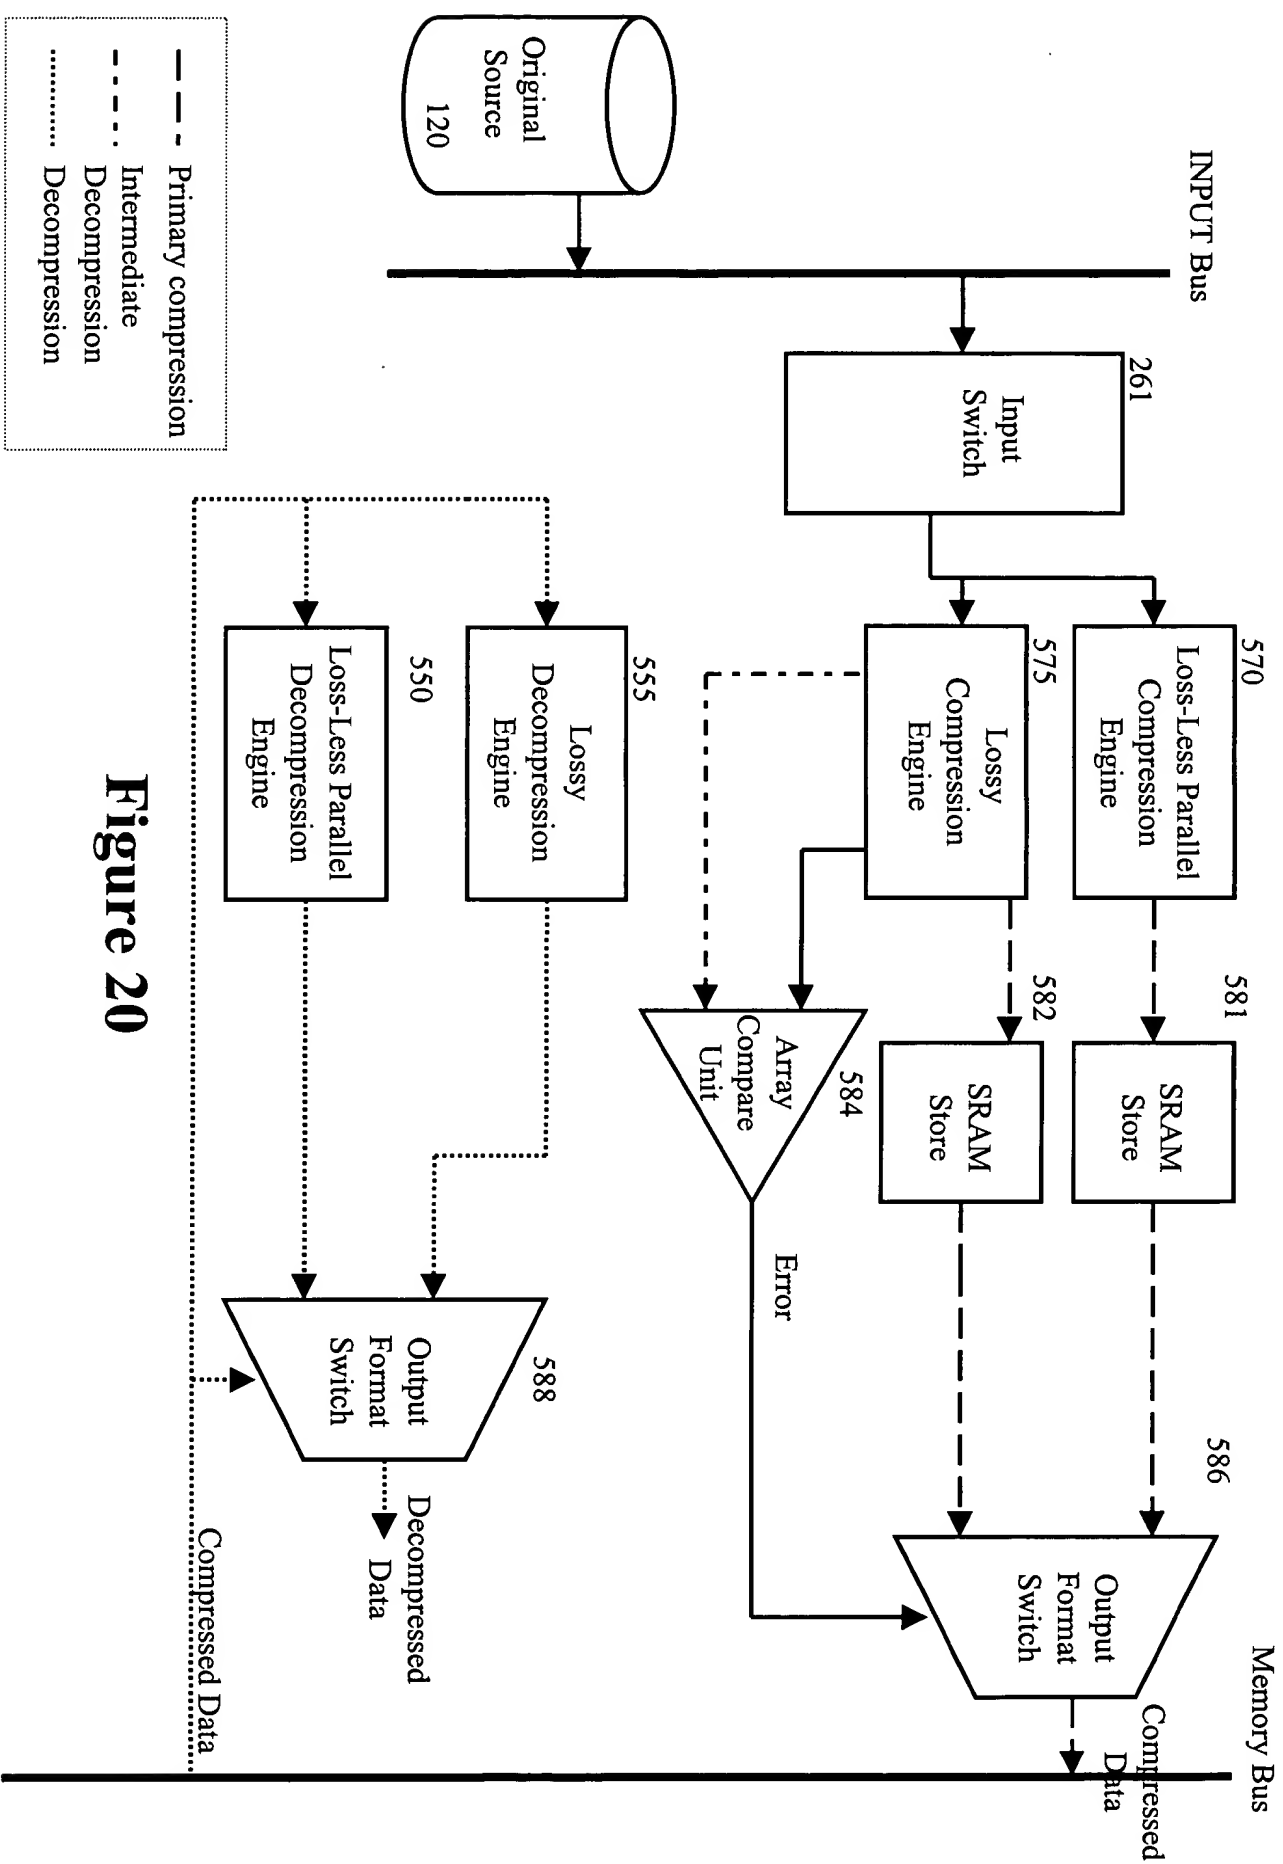 INPUT Bus
Memory Bus
Original
Source
120
261
Input
Switch
570
Loss-Less Parallel
Compression
Engine
581
SRAM
Store
586
Output
Format
Switch
Compressed
Data
575
Lossy
Compression
Engine
582
SRAM
Store
584
Array
Compare
Unit
Error
555
Lossy
Decompression
Engine
550
Loss-Less Parallel
Decompression
Engine
588
Output
Format
Switch
Decompressed
Data
Compressed Data
Primary compression
Intermediate
Decompression
Decompression
Figure 20